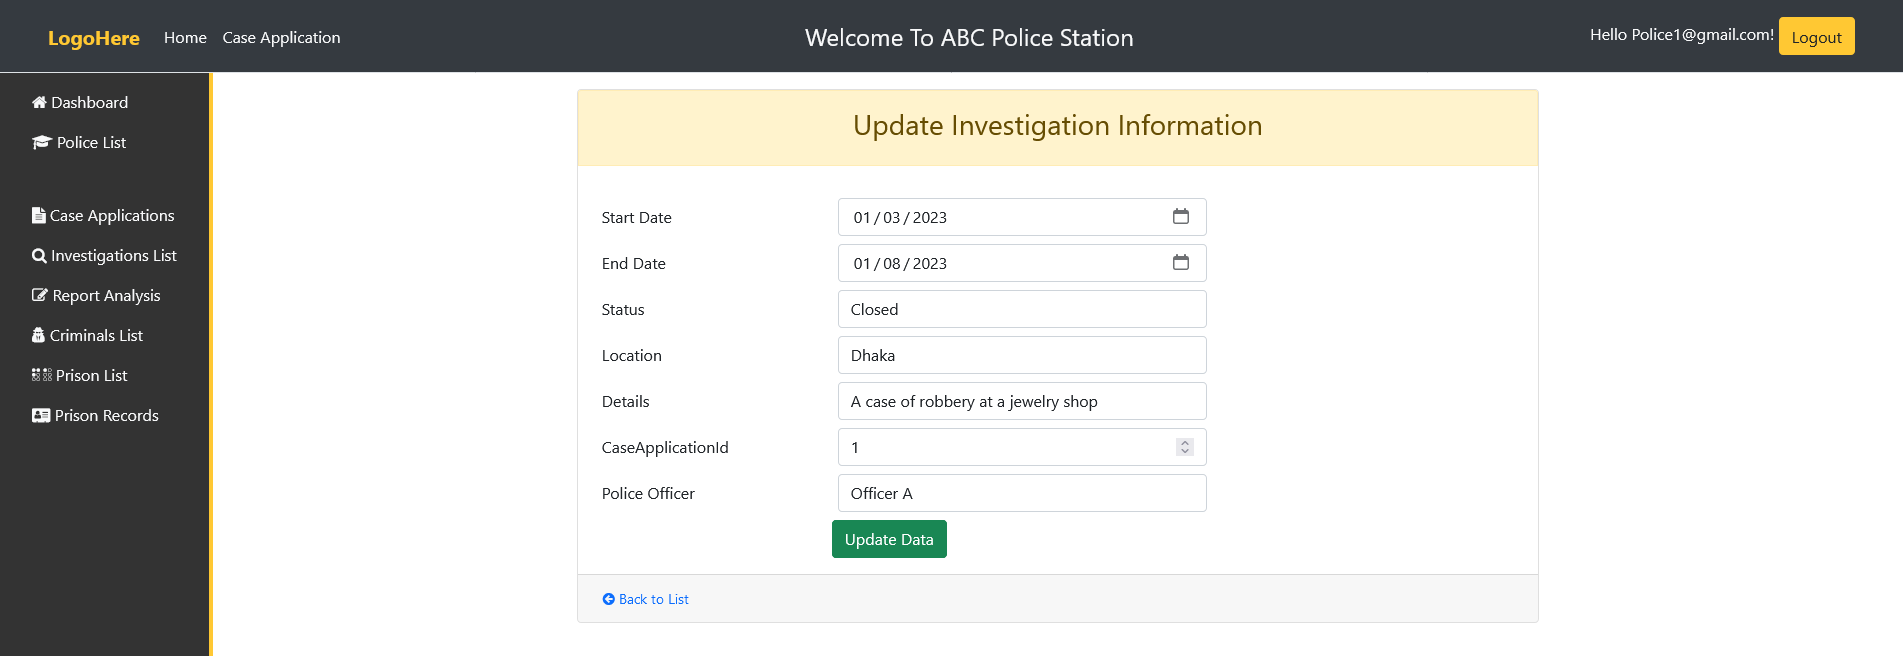 LogoHere Home Case Application Welcome To ABC Police Station Hello Police1@gmail.com! Logout
Dashboard
Police List
Case Applications
Investigations List
Report Analysis
Criminals List
Prison List
Prison Records
Update Investigation Information
Start Date 01/03/2023
End Date 01/08/2023
Status Closed
Location Dhaka
Details A case of robbery at a jewelry shop
CaseApplicationId 1
Police Officer Officer A
Update Data
Back to List